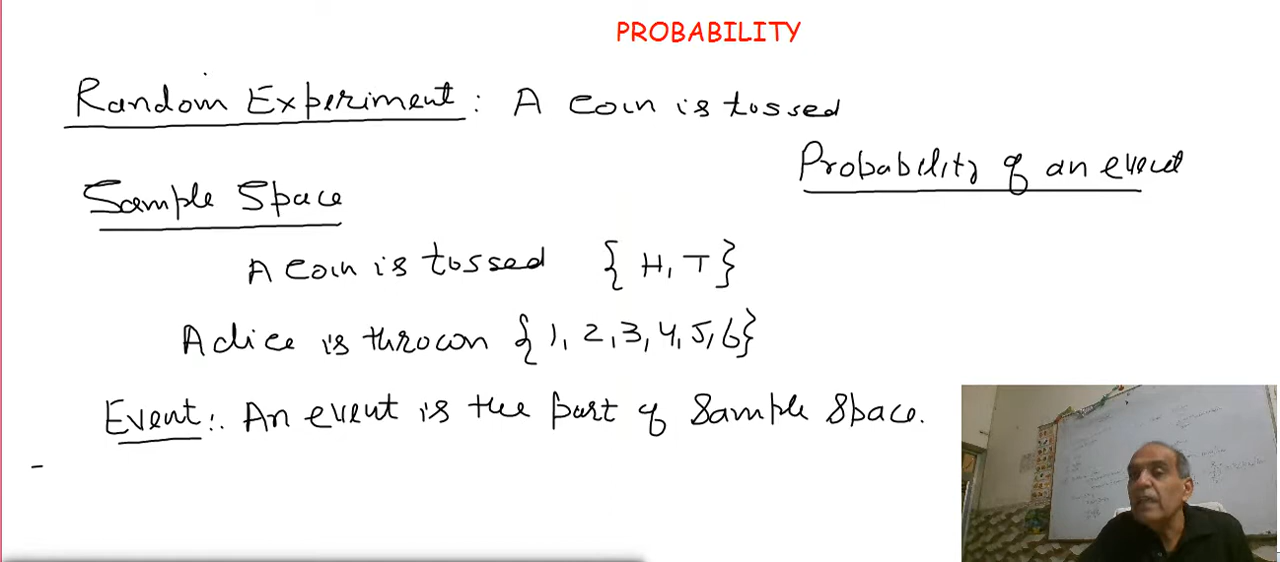 PROBABILITY
Random Experiment: A coin is tossed
Probability of an event
Sample Space
A coin is tossed { H, T }
A dice is thrown { 1, 2, 3, 4, 5, 6 }
Event:. An event is the part of Sample Space.